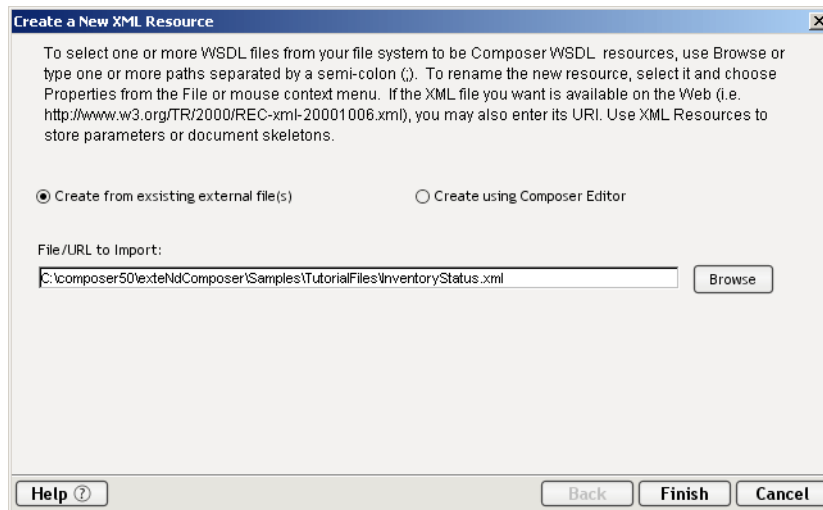 Create a New XML Resource
To select one or more WSDL files from your file system to be Composer WSDL  resources, use Browse or
type one or more paths separated by a semi-colon (;).  To rename the new resource, select it and choose
Properties from the File or mouse context menu.  If the XML file you want is available on the Web (i.e.
http://www.w3.org/TR/2000/REC-xml-20001006.xml), you may also enter its URI. Use XML Resources to
store parameters or document skeletons.
Create from exsisting external file(s) Create using Composer Editor
File/URL to Import:
C:\composer50\exteNdComposer\Samples\TutorialFiles\InventoryStatus.xml Browse
Help ? Back Finish Cancel